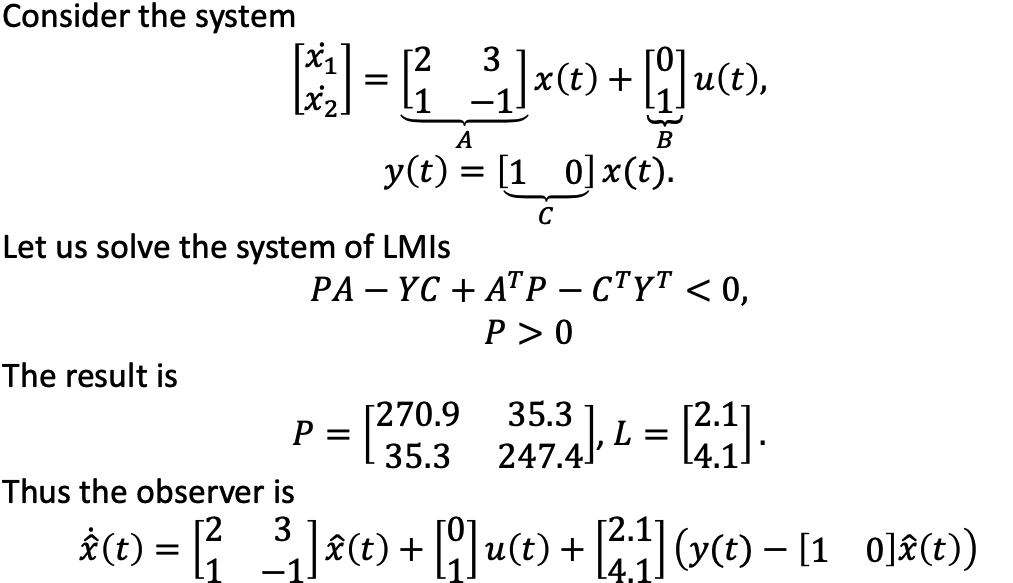 Consider the system
[ẋ₁ ẋ₂] = [2 3; 1 −1] x(t) + [0; 1] u(t),
A B
y(t) = [1 0] x(t).
C
Let us solve the system of LMIs
PA − YC + AᵀP − CᵀYᵀ < 0,
P > 0
The result is
P = [270.9 35.3; 35.3 247.4], L = [2.1; 4.1].
Thus the observer is
x̂̇(t) = [2 3; 1 −1] x̂(t) + [0; 1] u(t) + [2.1; 4.1] (y(t) − [1 0]x̂(t))